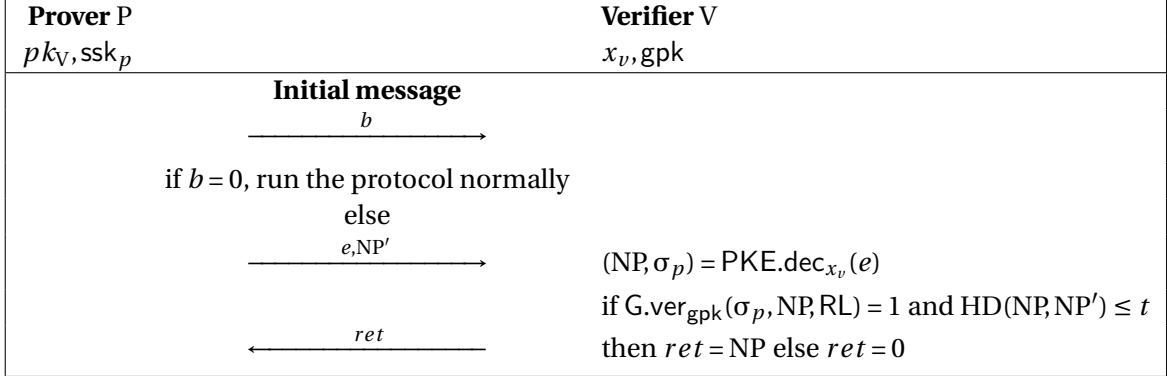 Prover P Verifier V
pk_V, ssk_p x_v, gpk
Initial message
b
if b = 0, run the protocol normally
else
e, NP′
(NP, σ_p) = PKE.dec_{x_v}(e)
if G.ver_gpk(σ_p, NP, RL) = 1 and HD(NP, NP′) ≤ t
ret
then ret = NP else ret = 0